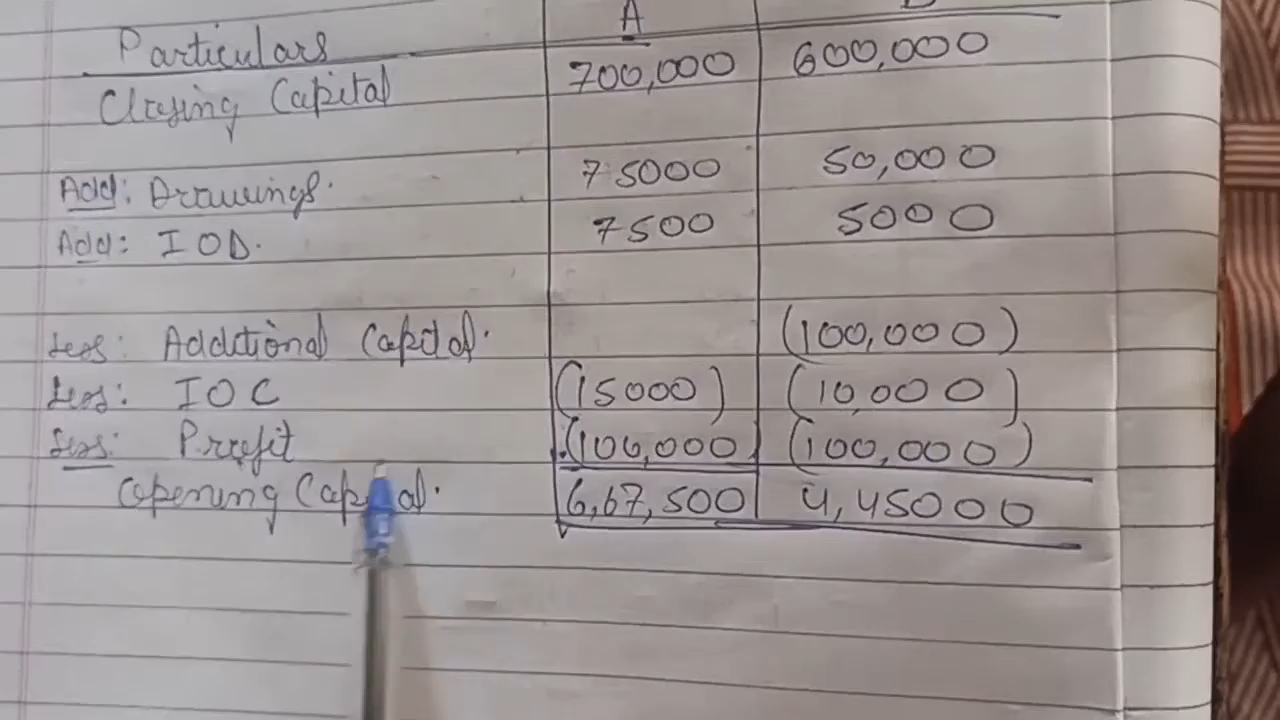 A
Particulars
Closing Capital 700,000 600,000
Add: Drawings. 75000 50,000
Add: IOD. 7500 5000
Less: Additional Capital. (100,000)
Less: IOC (15000) (10,000)
Less: Profit (100,000) (100,000)
Opening Capital. 6,67,500 4,45000